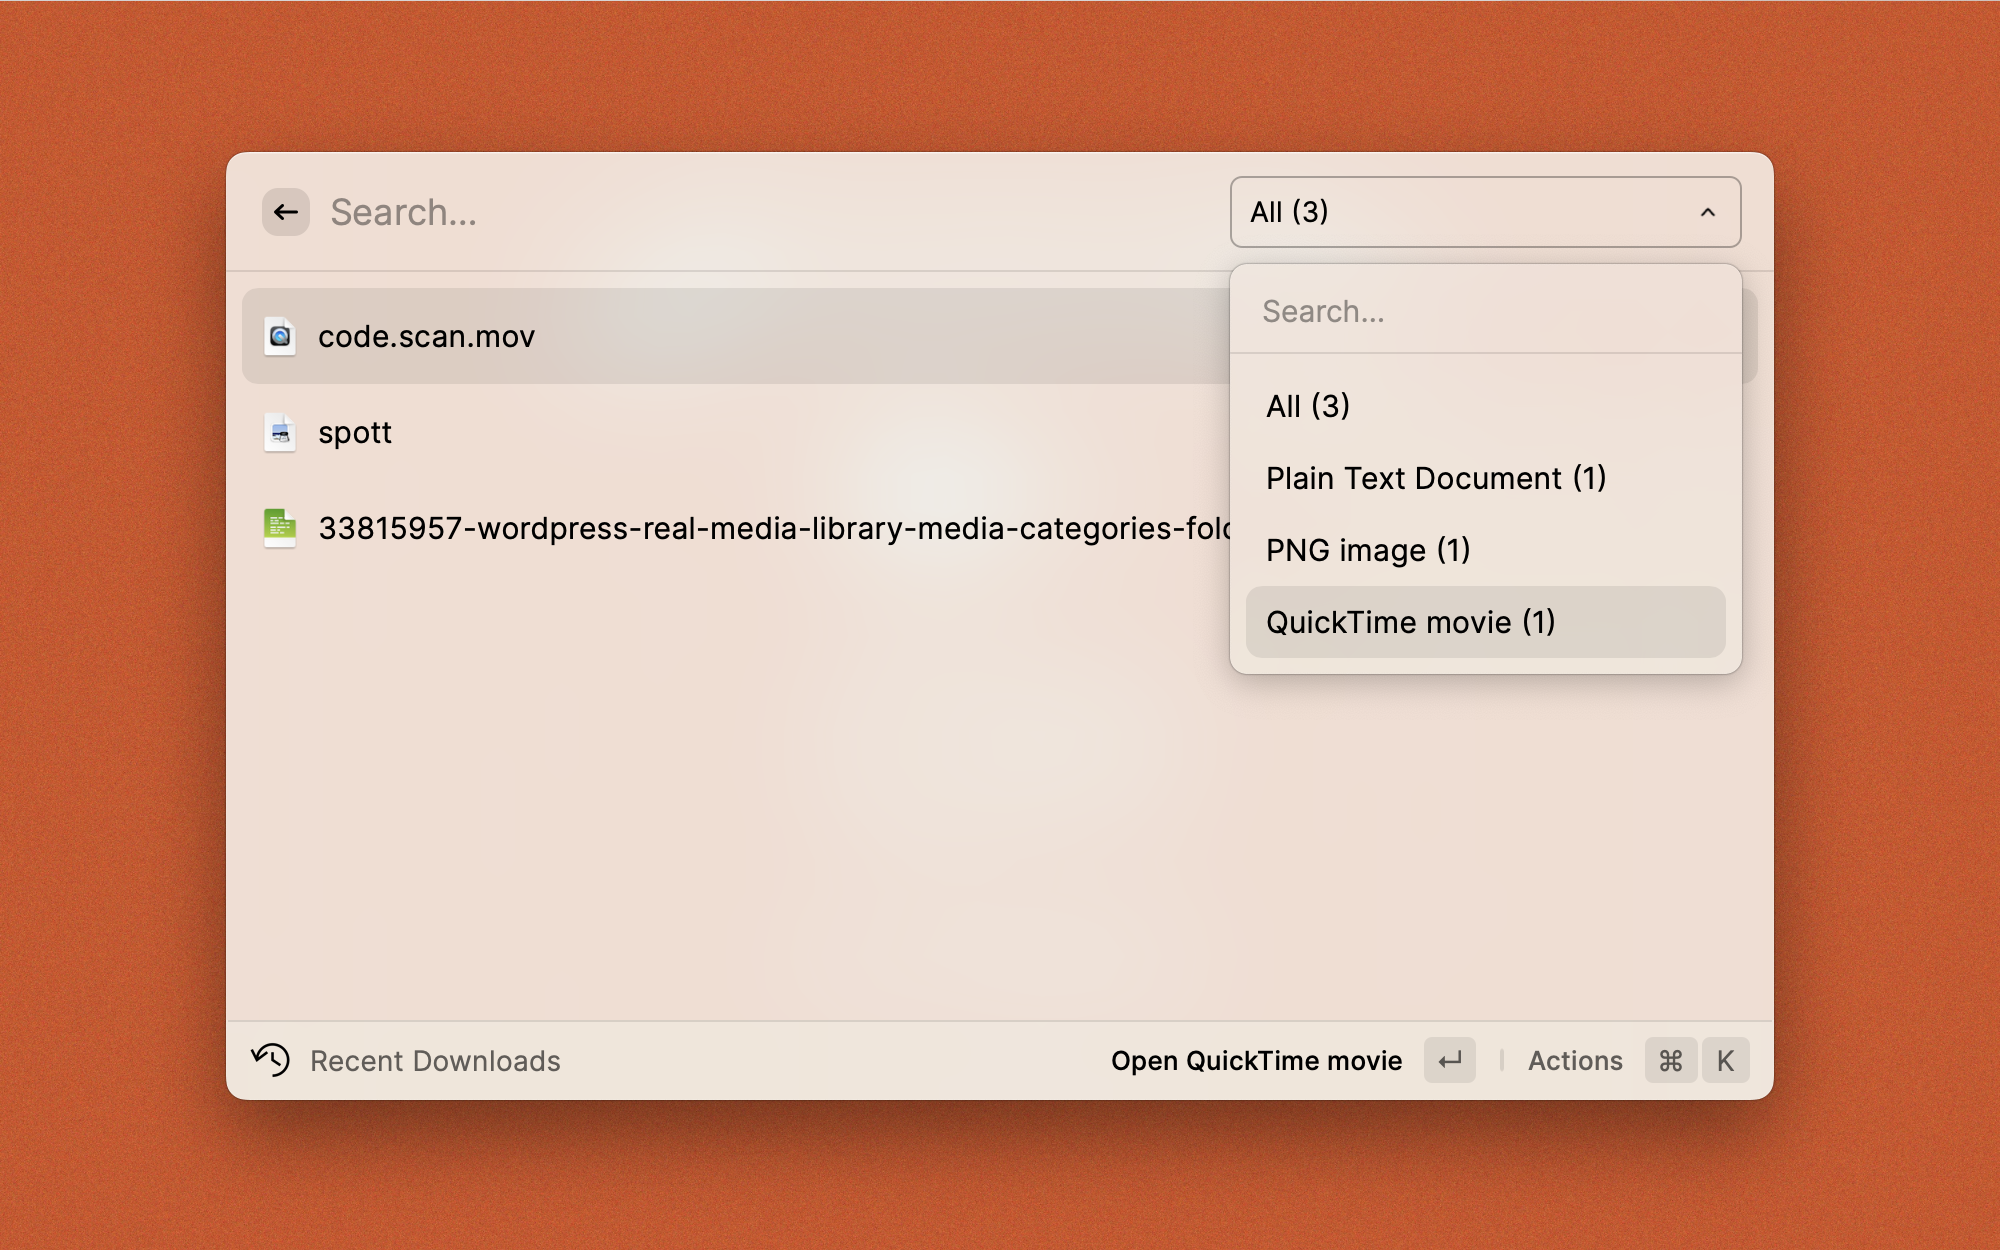 Search...
All (3)
Search...
code.scan.mov
All (3)
spott
Plain Text Document (1)
33815957-wordpress-real-media-library-media-categories-fol
PNG image (1)
QuickTime movie (1)
Recent Downloads
Open QuickTime movie
Actions
⌘ K